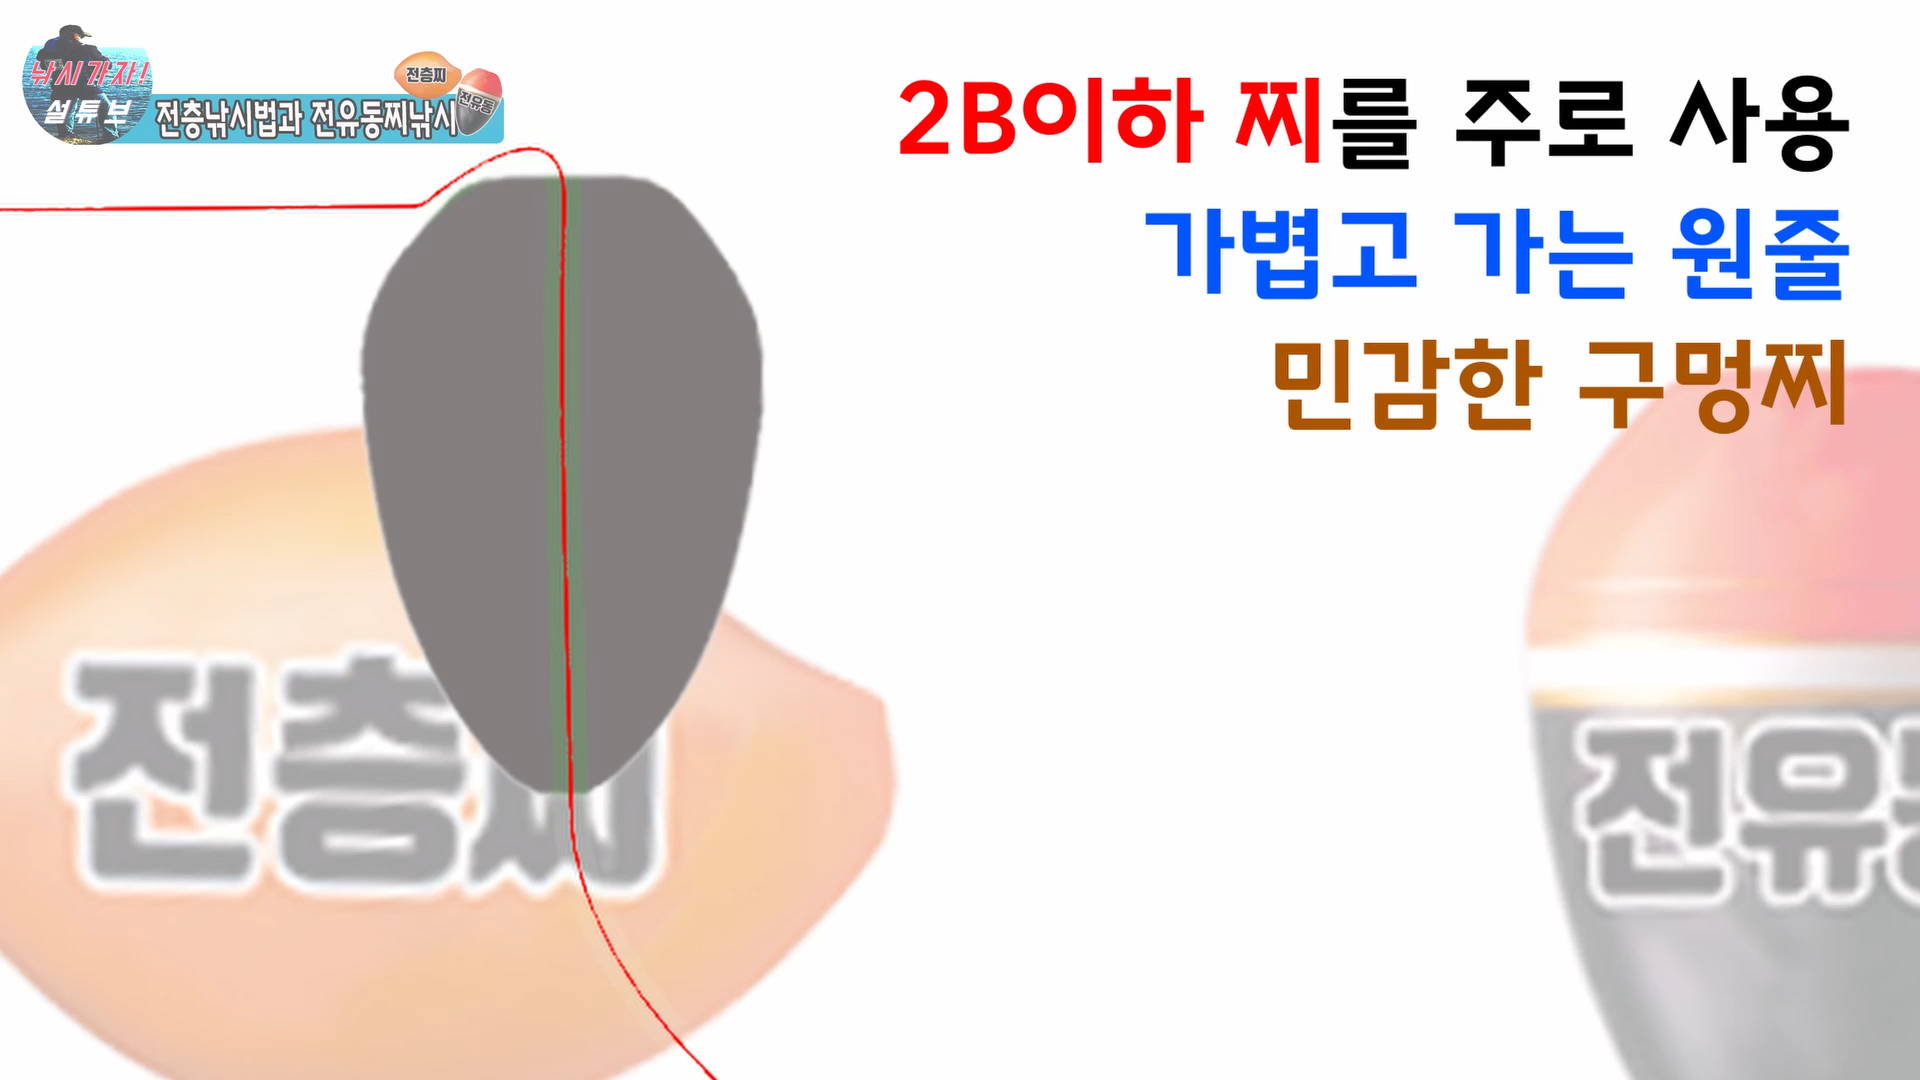 낚시 가자!
설튜브
전층찌
전유동
전층낚시법과 전유동찌낚시
2B이하 찌를 주로 사용
가볍고 가는 원줄
민감한 구멍찌
전층찌
전유